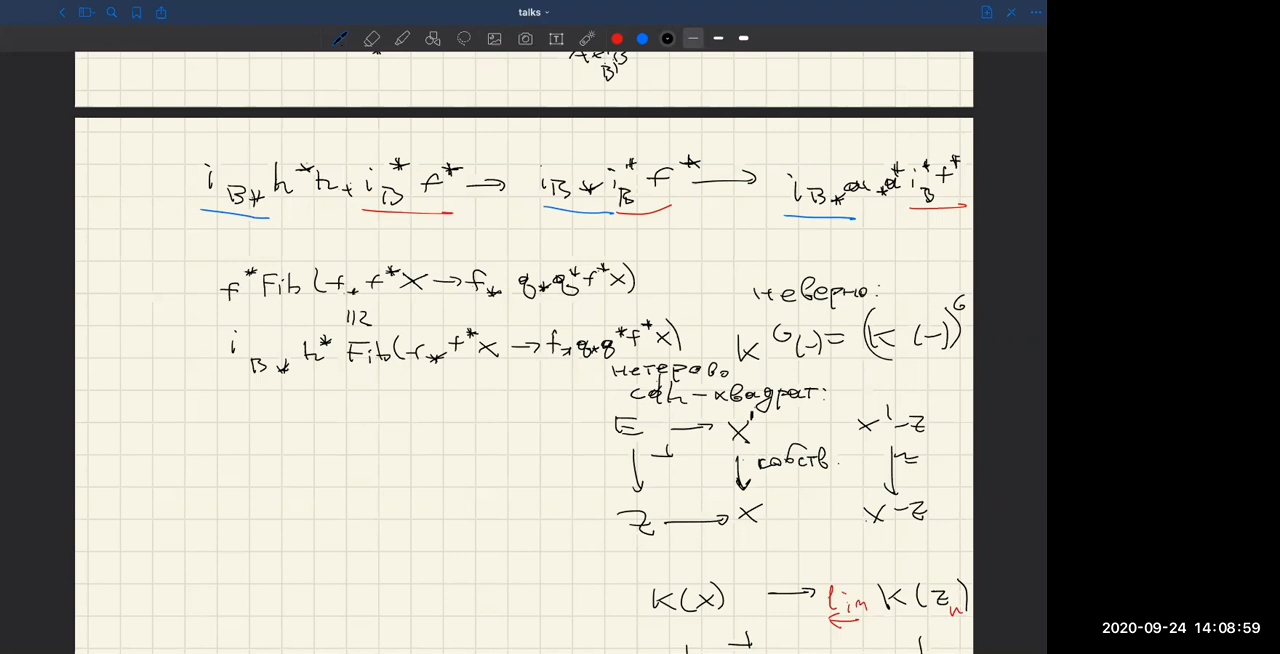 talks
i_{B*} h^* h_* i_B^* f^* → i_{B*} i_B^* f^* → i_{B*} a_* a^* i_B^* f^*
f^* Fib (f_* f^* X → f_* g_* g^* f^* X)
неверно:
K^G(-) = (K (-))^G
i_{B*} h^* Fib (f_* f^* X → f_* g_* g^* f^* X)
нетерово
cdh-квадрат:
E → X' X'-Z
собств.
Z → X X-Z
K(X) → lim K(Z_n)
2020-09-24 14:08:59